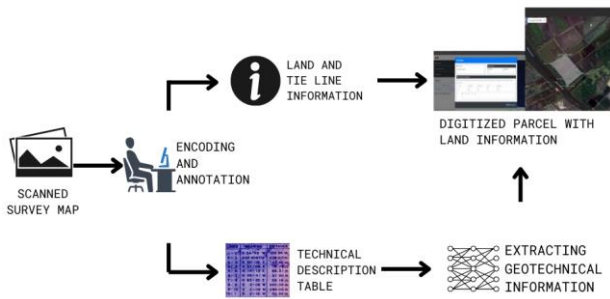 LAND AND
TIE LINE
INFORMATION
DIGITIZED PARCEL WITH
LAND INFORMATION
ENCODING
AND
ANNOTATION
SCANNED
SURVEY MAP
TECHNICAL
DESCRIPTION
TABLE
EXTRACTING
GEOTECHNICAL
INFORMATION